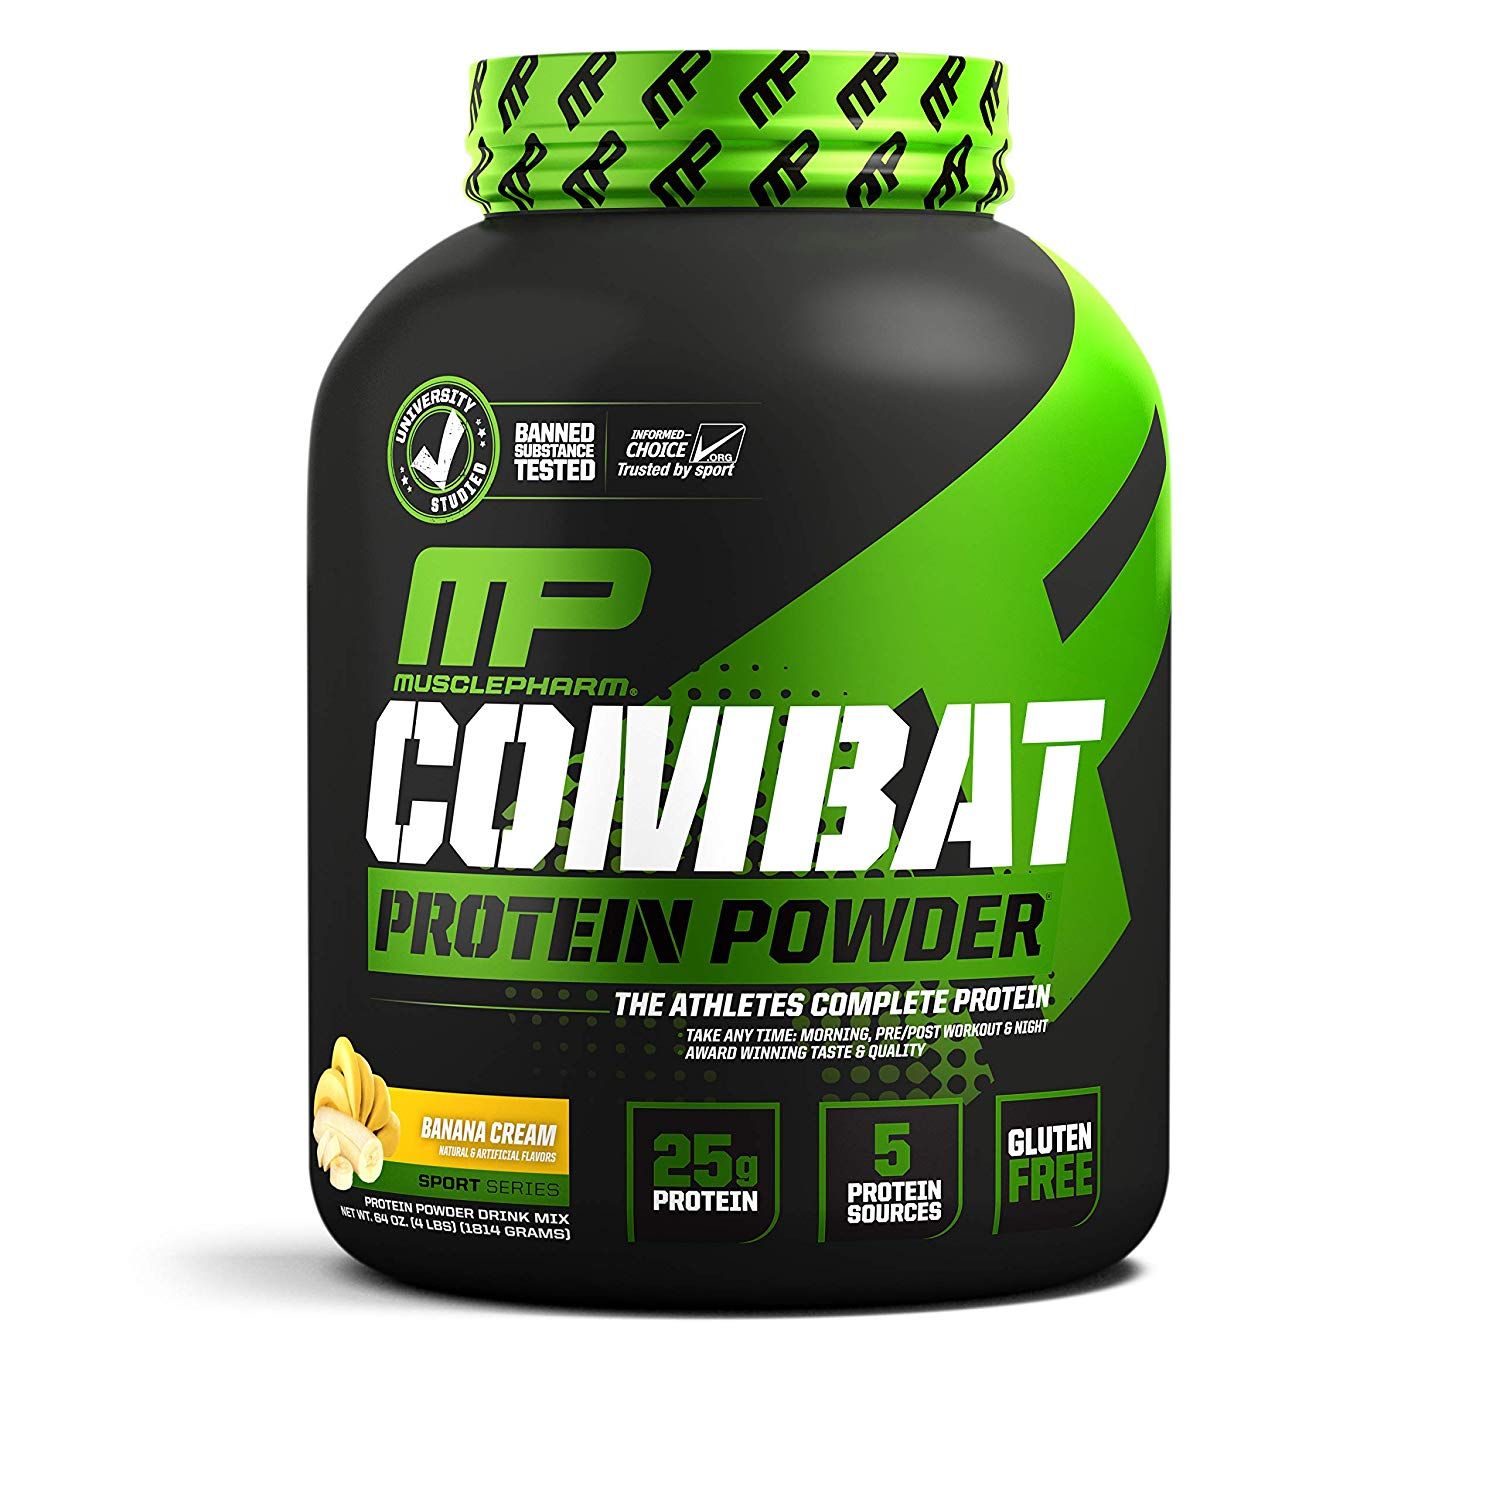 UNIVERSITY
STUDIED
BANNED
SUBSTANCE
TESTED
INFORMED–
CHOICE
.ORG
Trusted by sport
MP
MUSCLEPHARM®
COMBAT
PROTEIN POWDER
THE ATHLETES COMPLETE PROTEIN
TAKE ANY TIME: MORNING, PRE/POST WORKOUT & NIGHT
AWARD WINNING TASTE & QUALITY
BANANA CREAM
NATURAL & ARTIFICIAL FLAVORS
SPORT SERIES
PROTEIN POWDER DRINK MIX
NET WT. 64 OZ. (4 LBS) (1814 GRAMS)
25g
PROTEIN
5
PROTEIN
SOURCES
GLUTEN
FREE